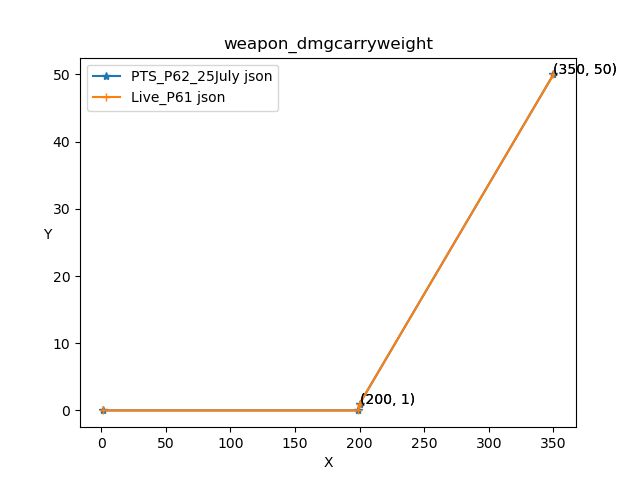 weapon_dmgcarryweight
PTS_P62_25July json
Live_P61 json
(350, 50)
(200, 1)
50
40
30
20
10
0
Y
0 50 100 150 200 250 300 350
X